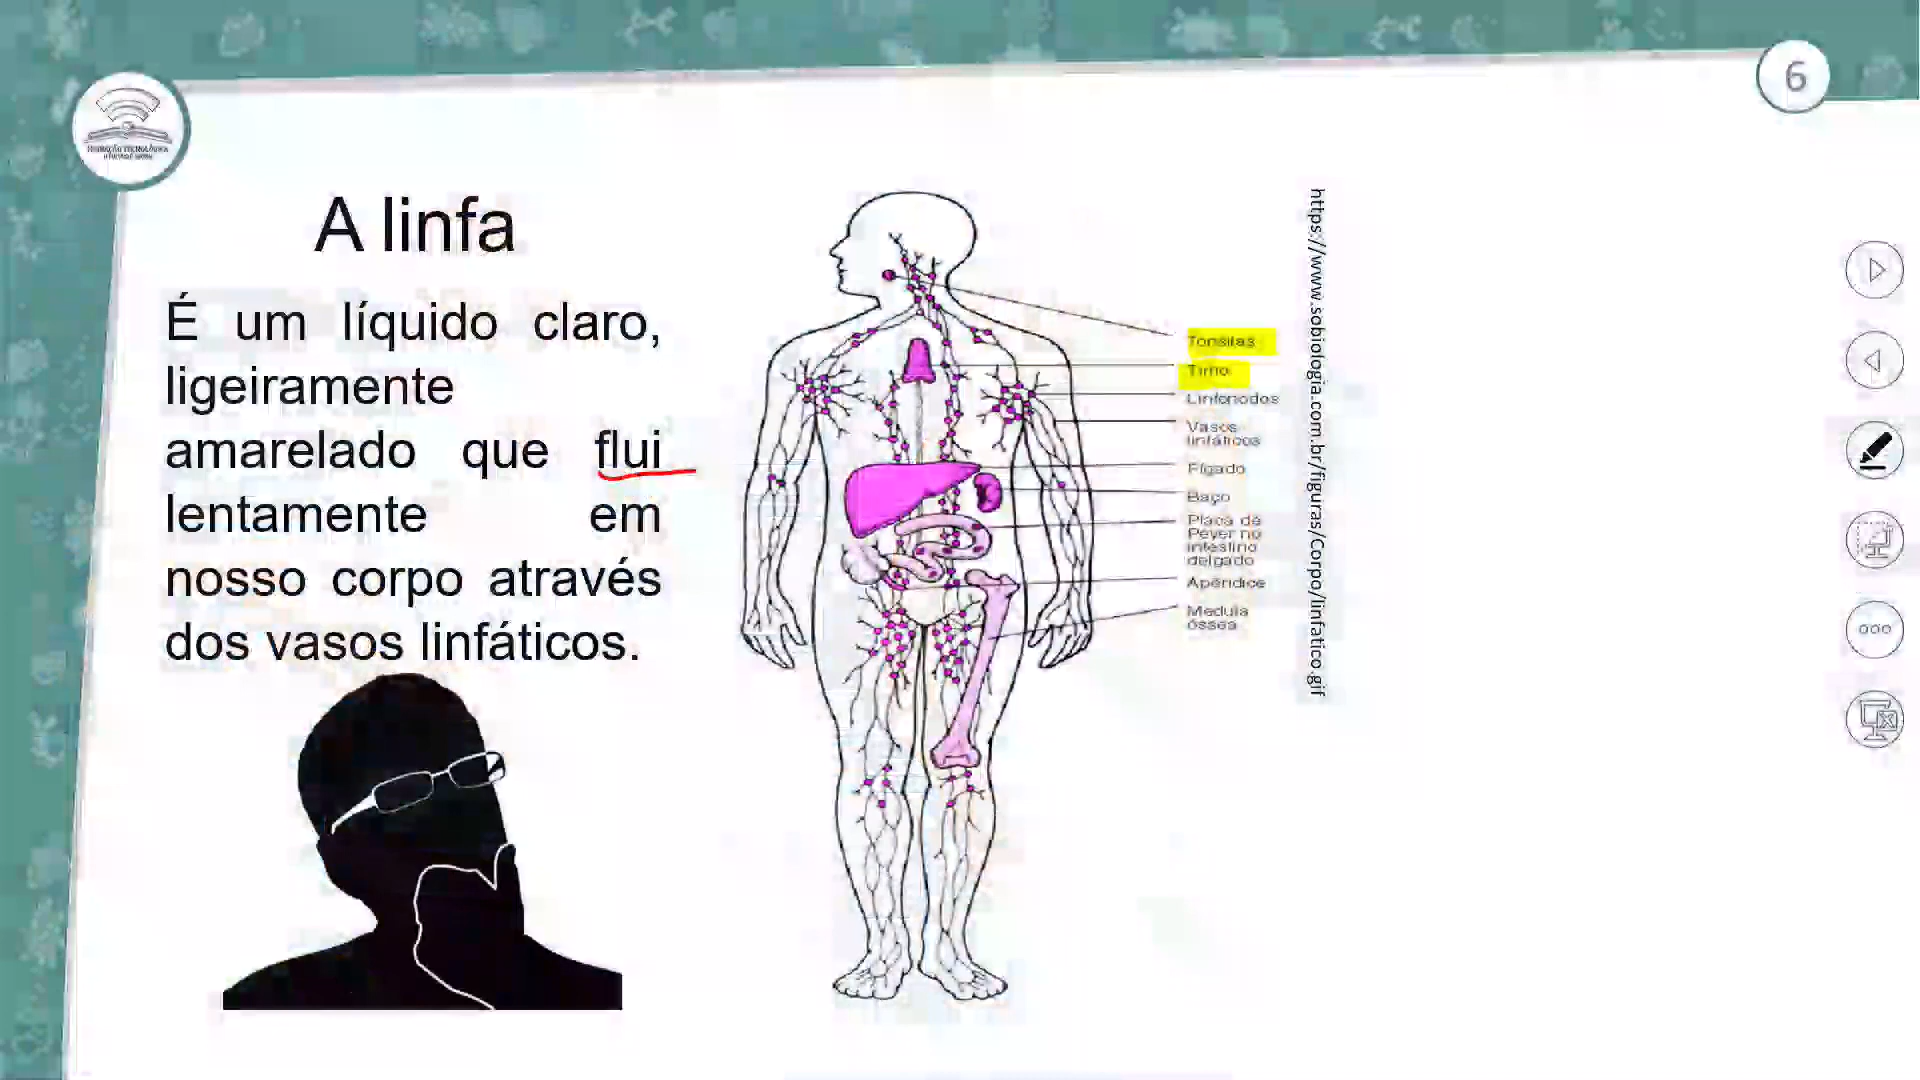 6
A linfa
É um líquido claro,
ligeiramente
amarelado que flui
lentamente em
nosso corpo através
dos vasos linfáticos.
Tonsilas
Timo
Linfonodos
Vasos
linfáticos
Fígado
Baço
Placa de
Peyer no
intestino
delgado
Apêndice
Medula
óssea
https://www.sobiologia.com.br/figuras/Corpo/linfatico.gif